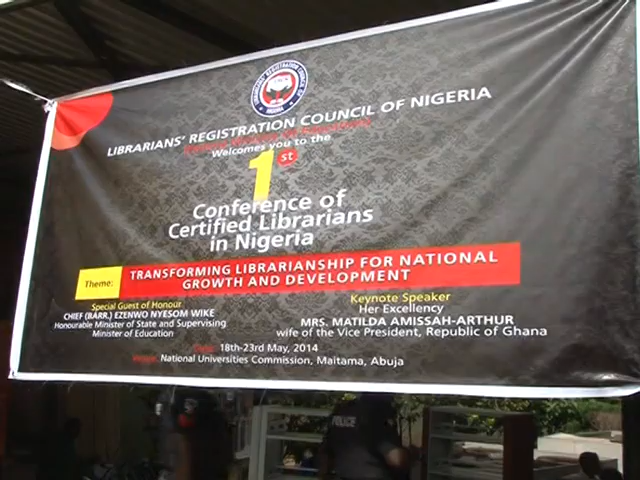 LIBRARIANS' REGISTRATION COUNCIL OF NIGERIA
Welcomes you to the
1st
Conference of
Certified Librarians
in Nigeria
Theme: TRANSFORMING LIBRARIANSHIP FOR NATIONAL
GROWTH AND DEVELOPMENT
Special Guest of Honour
CHIEF (BARR.) EZENWO NYESOM WIKE
Honourable Minister of State and Supervising
Minister of Education
Keynote Speaker
Her Excellency
MRS. MATILDA AMISSAH-ARTHUR
wife of the Vice President, Republic of Ghana
Date: 18th-23rd May, 2014
Venue: National Universities Commission, Maitama, Abuja
POLICE